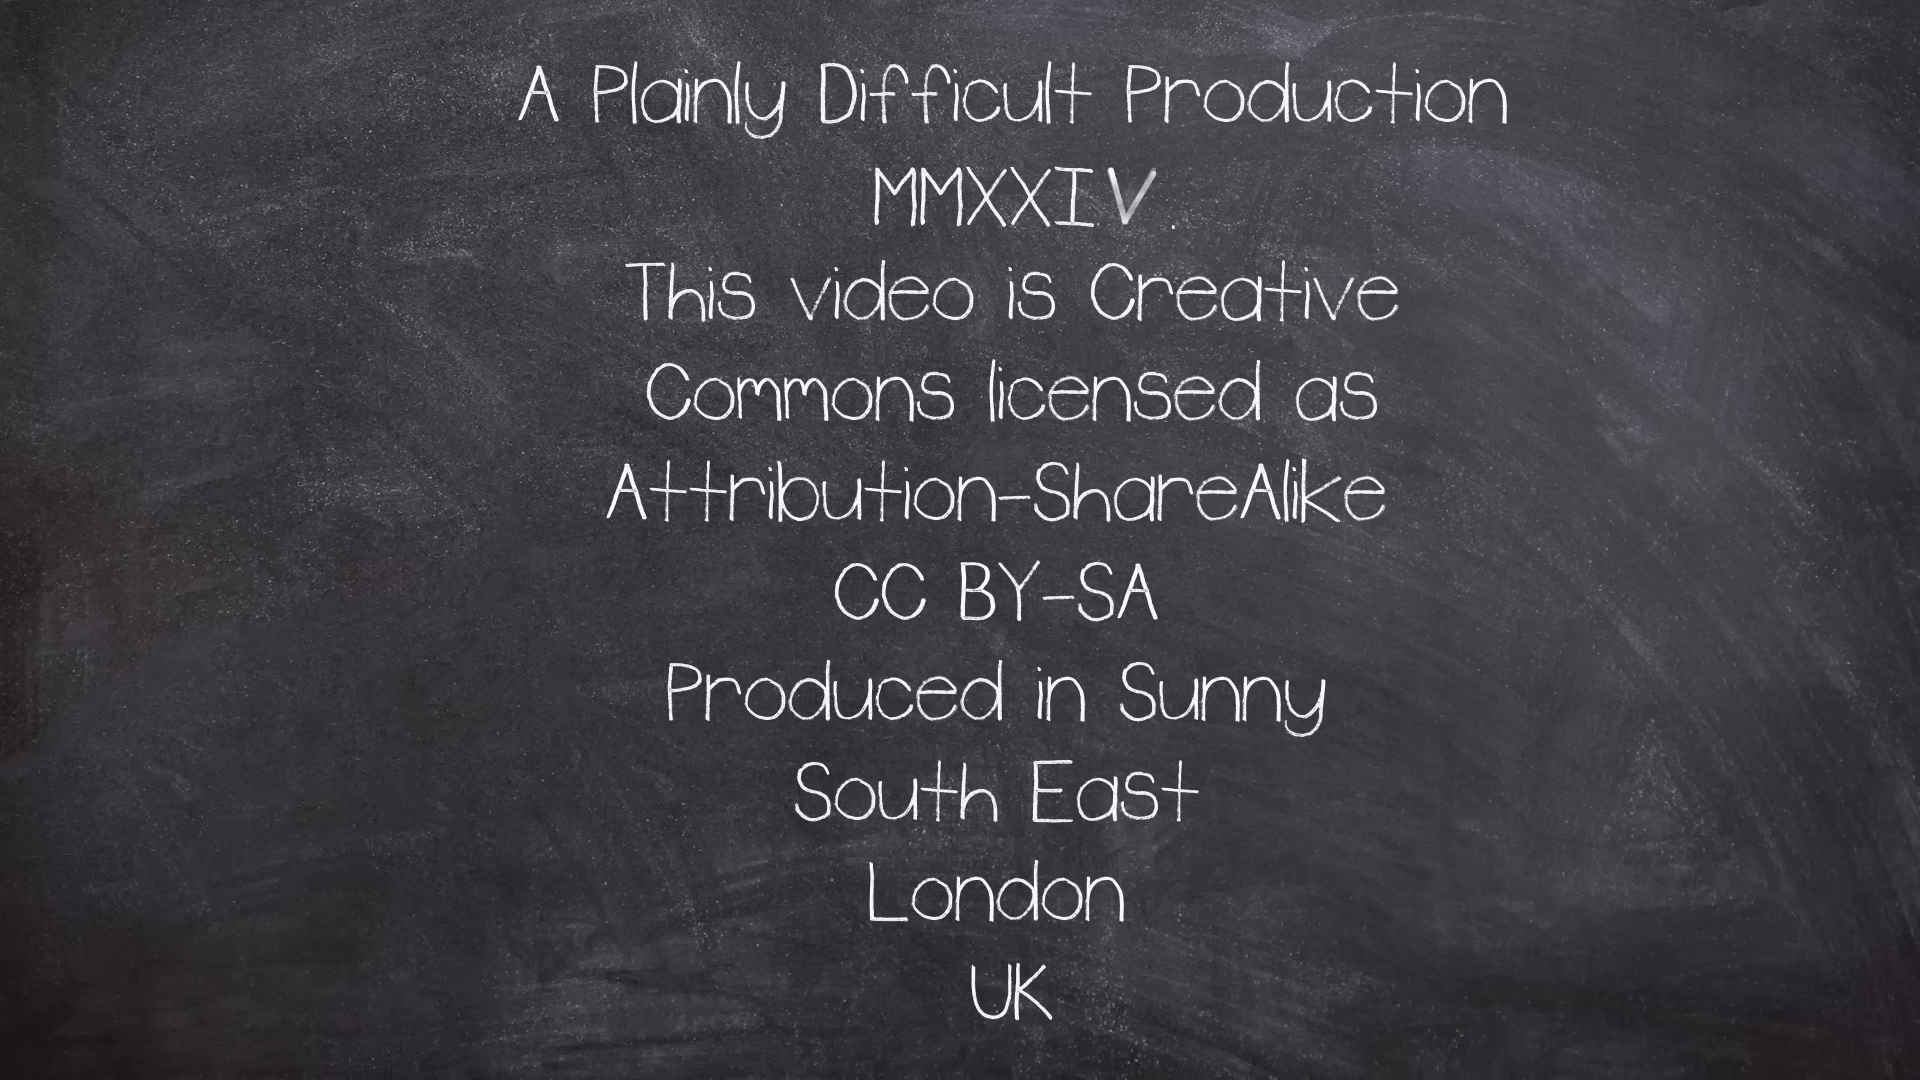 A Plainly Difficult Production
MMXXIV.
This video is Creative
Commons licensed as
Attribution-ShareAlike
CC BY-SA
Produced in Sunny
South East
London
UK